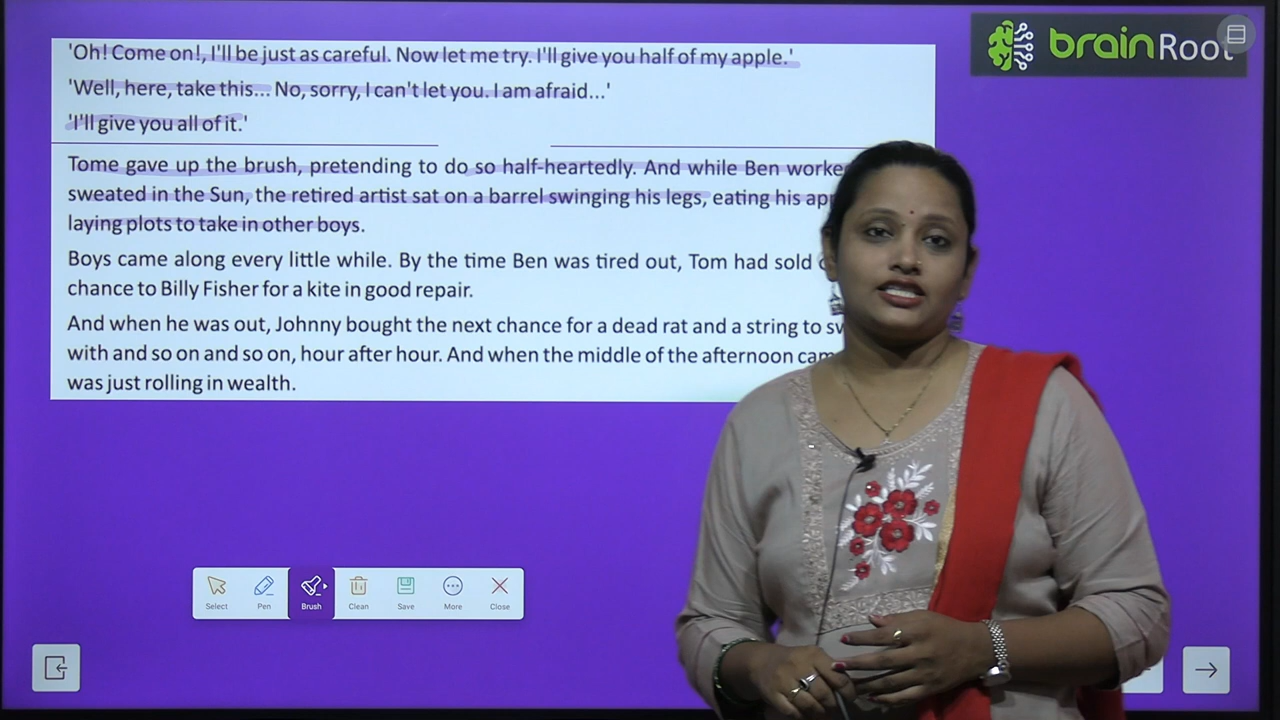 'Oh! Come on!, I'll be just as careful. Now let me try. I'll give you half of my apple.'
'Well, here, take this... No, sorry, I can't let you. I am afraid...'
'I'll give you all of it.'
Tome gave up the brush, pretending to do so half-heartedly. And while Ben
sweated in the Sun, the retired artist sat on a barrel swinging his legs, eating his
laying plots to take in other boys.
Boys came along every little while. By the time Ben was tired out, Tom had sold
chance to Billy Fisher for a kite in good repair.
And when he was out, Johnny bought the next chance for a dead rat and a string to
with and so on and so on, hour after hour. And when the middle of the afternoon
was just rolling in wealth.
brainRoot
Select Pen Brush Clean Save More Close